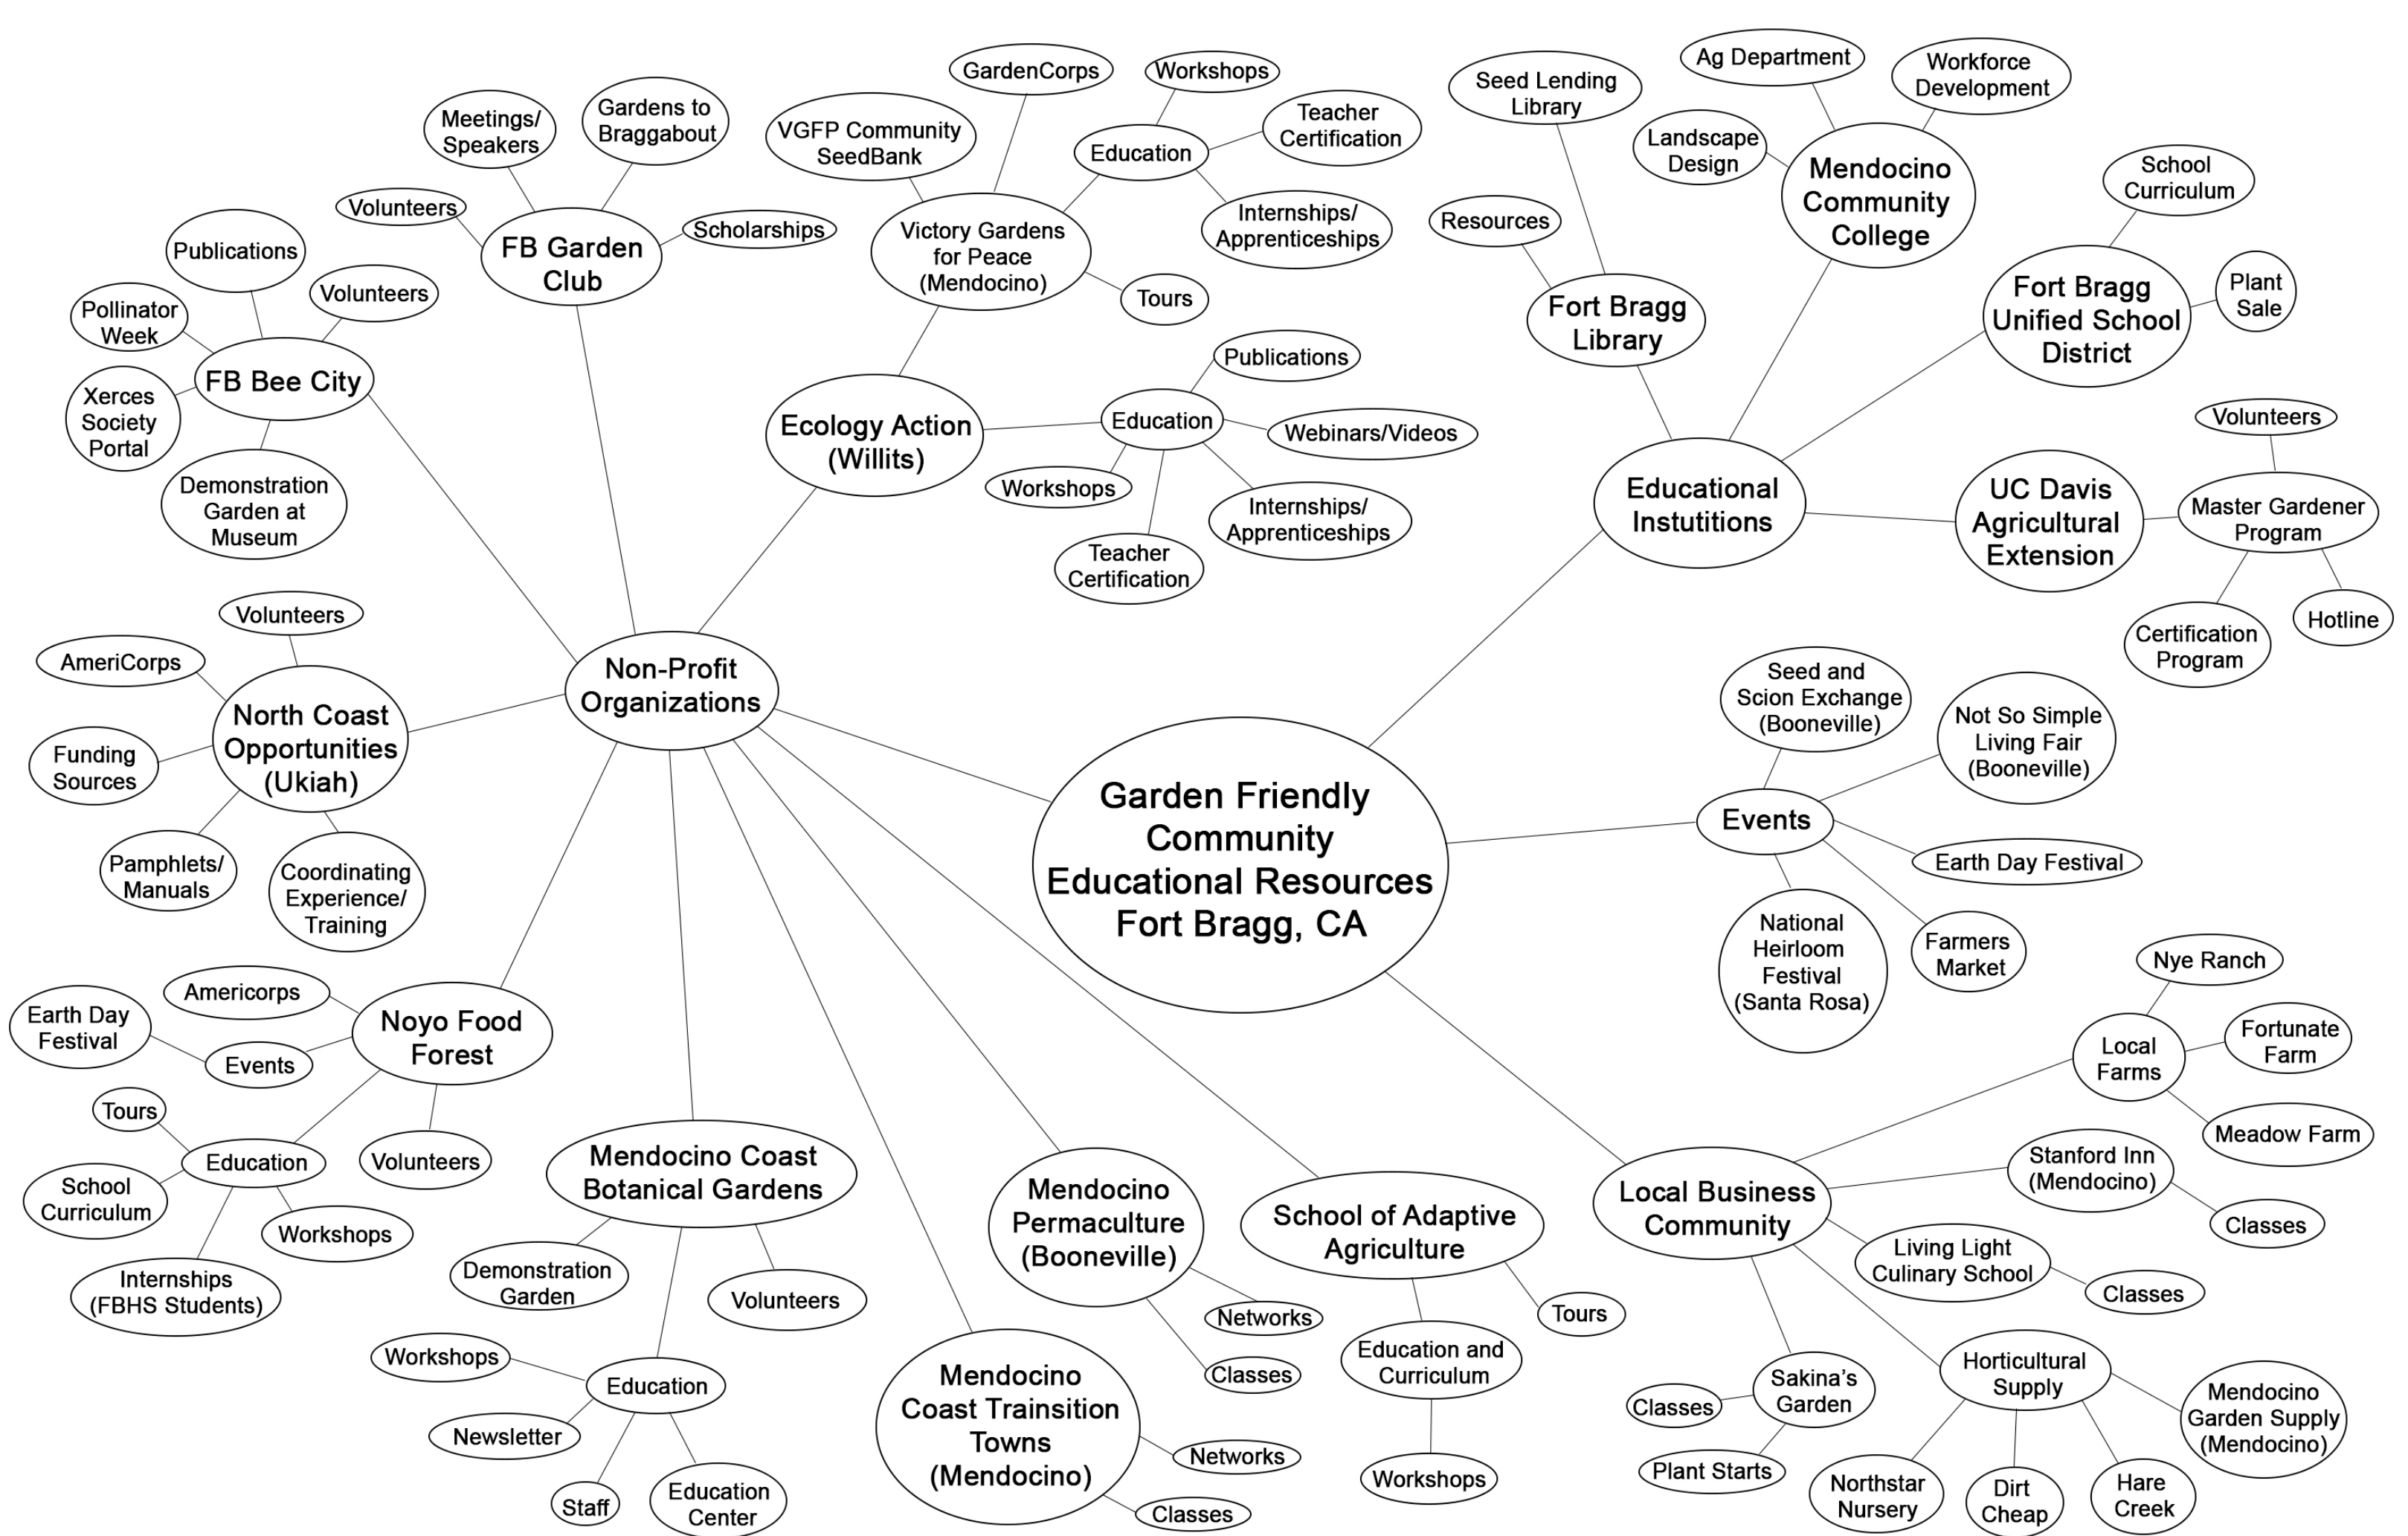 GardenCorps
Workshops
VGFP Community
SeedBank
Education
Teacher
Certification
Internships/
Apprenticeships
Victory Gardens
for Peace
(Mendocino)
Tours
Meetings/
Speakers
Gardens to
Braggabout
Volunteers
Scholarships
FB Garden
Club
Publications
Pollinator
Week
Volunteers
FB Bee City
Xerces
Society
Portal
Demonstration
Garden at
Museum
Ecology Action
(Willits)
Education
Publications
Webinars/Videos
Workshops
Internships/
Apprenticeships
Teacher
Certification
Seed Lending
Library
Resources
Fort Bragg
Library
Ag Department
Workforce
Development
Landscape
Design
Mendocino
Community
College
School
Curriculum
Plant
Sale
Fort Bragg
Unified School
District
Educational
Instutitions
UC Davis
Agricultural
Extension
Volunteers
Master Gardener
Program
Certification
Program
Hotline
Non-Profit
Organizations
Volunteers
AmeriCorps
North Coast
Opportunities
(Ukiah)
Funding
Sources
Pamphlets/
Manuals
Coordinating
Experience/
Training
Garden Friendly
Community
Educational Resources
Fort Bragg, CA
Seed and
Scion Exchange
(Booneville)
Not So Simple
Living Fair
(Booneville)
Events
Earth Day Festival
National
Heirloom
Festival
(Santa Rosa)
Farmers
Market
Americorps
Earth Day
Festival
Events
Noyo Food
Forest
Tours
Education
School
Curriculum
Volunteers
Workshops
Internships
(FBHS Students)
Mendocino Coast
Botanical Gardens
Demonstration
Garden
Volunteers
Workshops
Education
Newsletter
Staff
Education
Center
Mendocino
Permaculture
(Booneville)
Networks
Classes
Mendocino
Coast Trainsition
Towns
(Mendocino)
Networks
Classes
School of Adaptive
Agriculture
Tours
Education and
Curriculum
Workshops
Local Business
Community
Nye Ranch
Local
Farms
Fortunate
Farm
Meadow Farm
Stanford Inn
(Mendocino)
Classes
Living Light
Culinary School
Classes
Sakina’s
Garden
Classes
Plant Starts
Horticultural
Supply
Mendocino
Garden Supply
(Mendocino)
Northstar
Nursery
Dirt
Cheap
Hare
Creek